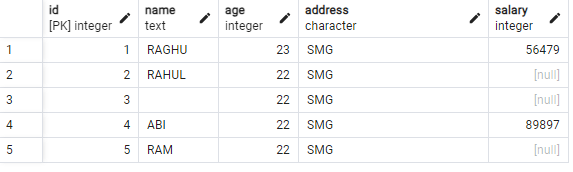 id name age address salary
[PK] integer text integer character integer
1 1 RAGHU 23 SMG 56479
2 2 RAHUL 22 SMG [null]
3 3 22 SMG [null]
4 4 ABI 22 SMG 89897
5 5 RAM 22 SMG [null]